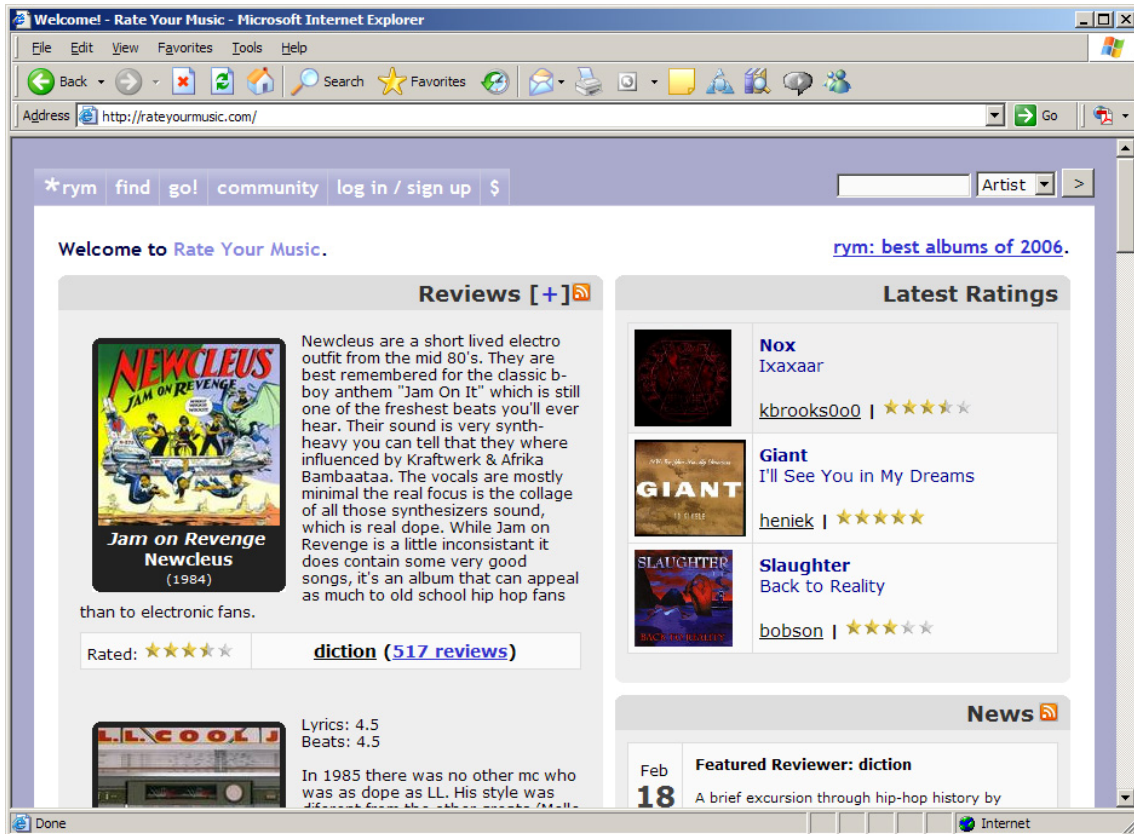 Welcome! - Rate Your Music - Microsoft Internet Explorer
File Edit View Favorites Tools Help
Back Search Favorites
Address http://rateyourmusic.com/ Go
*rym find go! community log in / sign up $ Artist >
Welcome to Rate Your Music.
rym: best albums of 2006.
Reviews [+]
NEWCLEUS
JAM ON REVENGE
Jam on Revenge
Newcleus
(1984)
Newcleus are a short lived electro
outfit from the mid 80's. They are
best remembered for the classic b-
boy anthem "Jam On It" which is still
one of the freshest beats you'll ever
hear. Their sound is very synth-
heavy you can tell that they where
influenced by Kraftwerk & Afrika
Bambaataa. The vocals are mostly
minimal the real focus is the collage
of all those synthesizers sound,
which is real dope. While Jam on
Revenge is a little inconsistant it
does contain some very good
songs, it's an album that can appeal
as much to old school hip hop fans
than to electronic fans.
Rated: diction (517 reviews)
L.L. COOL J
Lyrics: 4.5
Beats: 4.5
In 1985 there was no other mc who
was as dope as LL. His style was
diferent from the other greats (Melle
Latest Ratings
Nox
Ixaxaar
kbrooks0o0 |
GIANT
Giant
I'll See You in My Dreams
heniek |
SLAUGHTER
BACK TO REALITY
Slaughter
Back to Reality
bobson |
News
Feb
18
Featured Reviewer: diction
A brief excursion through hip-hop history by
Done Internet